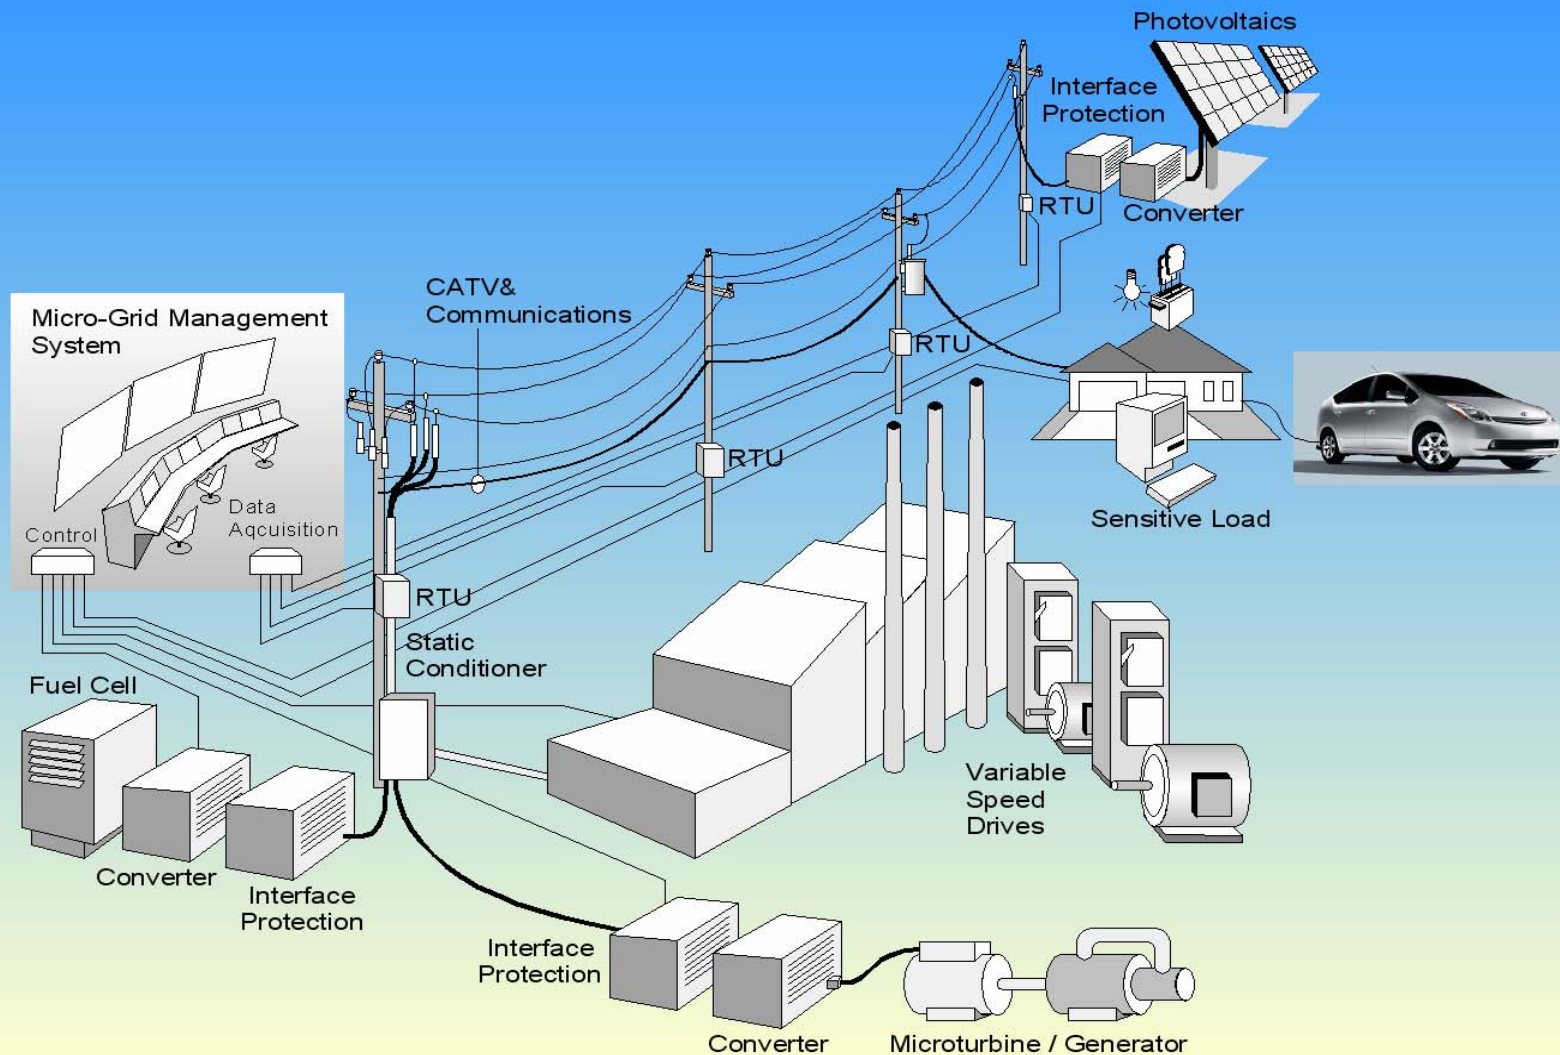 Photovoltaics
Interface
Protection
RTU
Converter
CATV&
Communications
Micro-Grid Management
System
RTU
RTU
Sensitive Load
Data
Aqcuisition
Control
RTU
Static
Conditioner
Fuel Cell
Variable
Speed
Drives
Converter
Interface
Protection
Interface
Protection
Converter
Microturbine / Generator